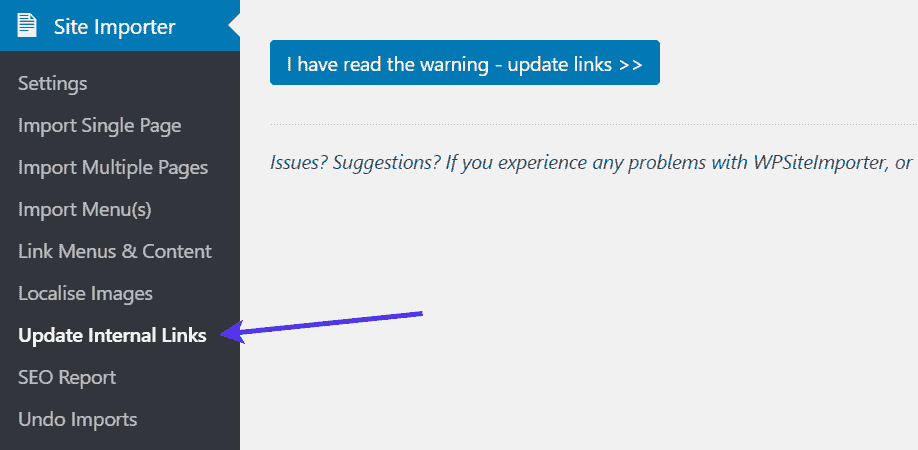 Site Importer
Settings
Import Single Page
Import Multiple Pages
Import Menu(s)
Link Menus & Content
Localise Images
Update Internal Links
SEO Report
Undo Imports
I have read the warning - update links >>
Issues? Suggestions? If you experience any problems with WPSiteImporter, or